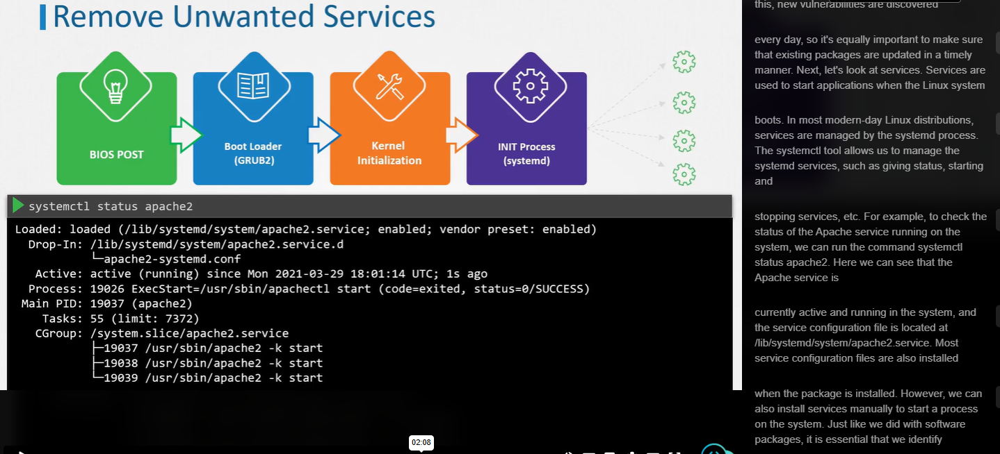 Remove Unwanted Services
BIOS POST
Boot Loader
(GRUB2)
Kernel
Initialization
INIT Process
(systemd)
systemctl status apache2
Loaded: loaded (/lib/systemd/system/apache2.service; enabled; vendor preset: enabled)
Drop-In: /lib/systemd/system/apache2.service.d
└─apache2-systemd.conf
Active: active (running) since Mon 2021-03-29 18:01:14 UTC; 1s ago
Process: 19026 ExecStart=/usr/sbin/apachectl start (code=exited, status=0/SUCCESS)
Main PID: 19037 (apache2)
Tasks: 55 (limit: 7372)
CGroup: /system.slice/apache2.service
├─19037 /usr/sbin/apache2 -k start
├─19038 /usr/sbin/apache2 -k start
└─19039 /usr/sbin/apache2 -k start
02:08
this, new vulnerabilities are discovered
every day, so it's equally important to make sure
that existing packages are updated in a timely
manner. Next, let's look at services. Services are
used to start applications when the Linux system
boots. In most modern-day Linux distributions,
services are managed by the systemd process.
The systemctl tool allows us to manage the
systemd services, such as giving status, starting
and
stopping services, etc. For example, to check the
status of the Apache service running on the
system, we can run the command systemctl
status apache2. Here we can see that the
Apache service is
currently active and running in the system, and
the service configuration file is located at
/lib/systemd/system/apache2.service. Most
service configuration files are also installed
when the package is installed. However, we can
also install services manually to start a process
on the system. Just like we did with software
packages, it is essential that we identify